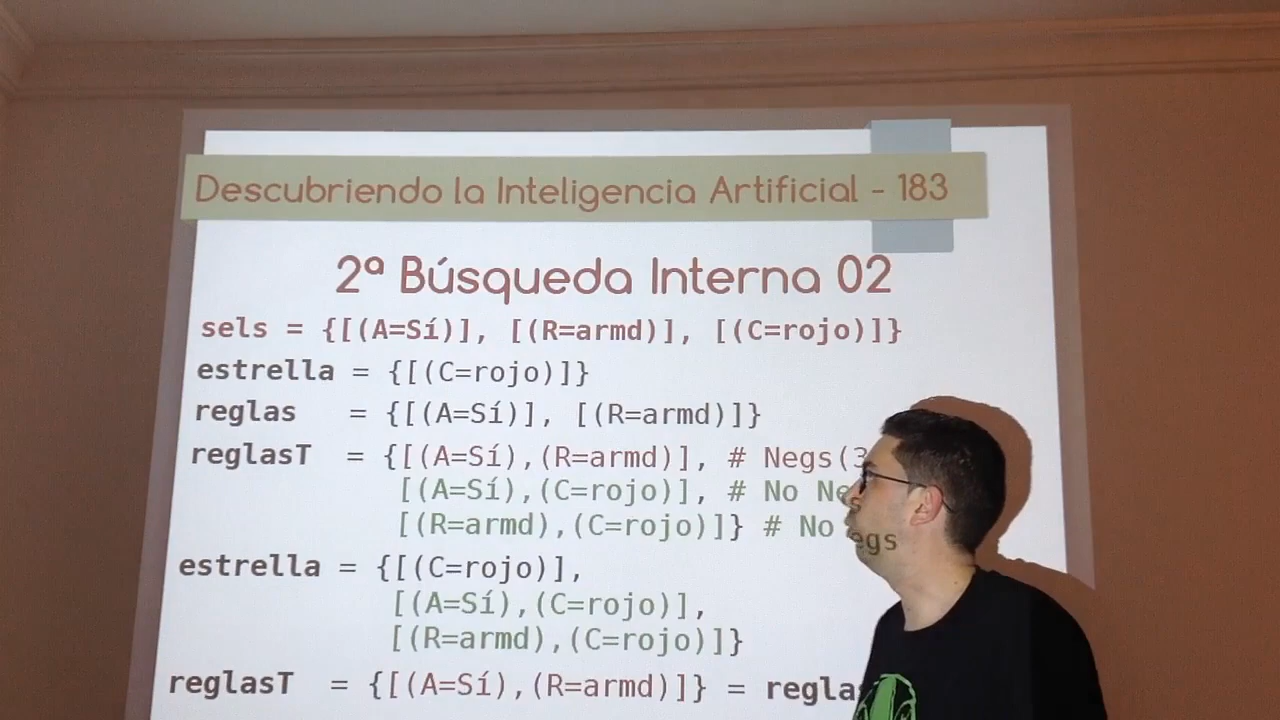 Descubriendo la Inteligencia Artificial - 183
2ª Búsqueda Interna 02
sels = {[(A=Sí)], [(R=armd)], [(C=rojo)]}
estrella = {[(C=rojo)]}
reglas = {[(A=Sí)], [(R=armd)]}
reglasT = {[(A=Sí),(R=armd)], # Negs(3
[(A=Sí),(C=rojo)], # No Ne
[(R=armd),(C=rojo)]} # No egs
estrella = {[(C=rojo)],
[(A=Sí),(C=rojo)],
[(R=armd),(C=rojo)]}
reglasT = {[(A=Sí),(R=armd)]} = regla